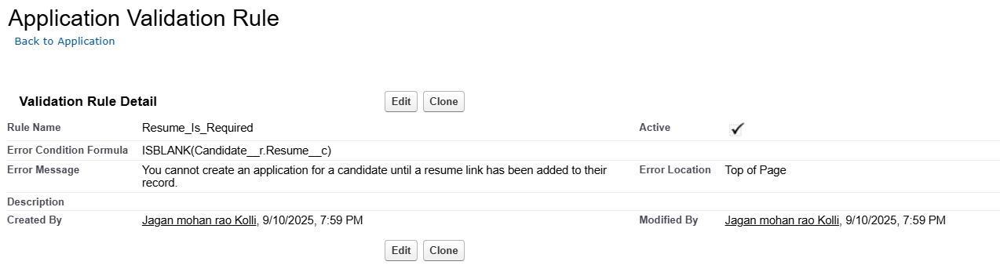 Application Validation Rule
Back to Application
Validation Rule Detail
Edit Clone
Rule Name Resume_Is_Required Active
Error Condition Formula ISBLANK(Candidate__r.Resume__c)
Error Message You cannot create an application for a candidate until a resume link has been added to their record. Error Location Top of Page
Description
Created By Jagan mohan rao Kolli, 9/10/2025, 7:59 PM Modified By Jagan mohan rao Kolli, 9/10/2025, 7:59 PM
Edit Clone